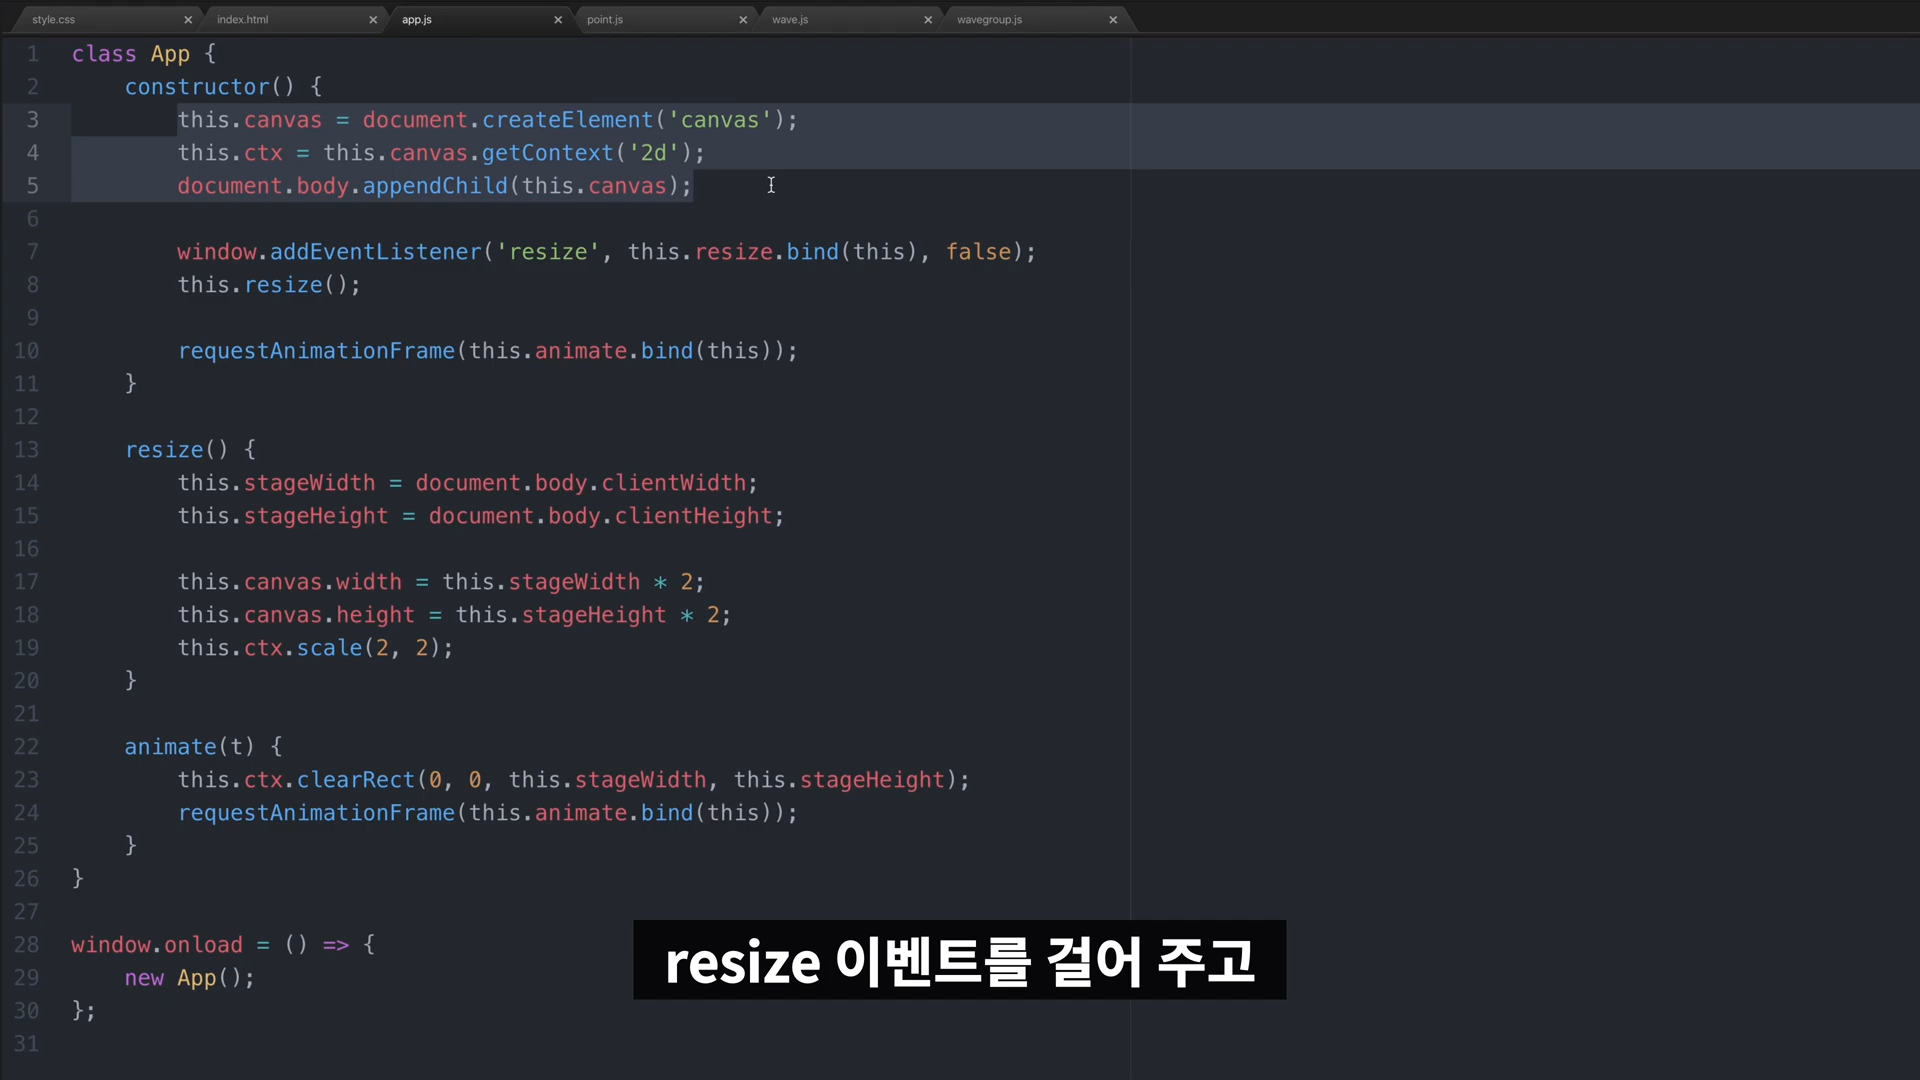 style.css × index.html × app.js × point.js × wave.js × wavegroup.js ×
1 class App {
2 constructor() {
3 this.canvas = document.createElement('canvas');
4 this.ctx = this.canvas.getContext('2d');
5 document.body.appendChild(this.canvas);
6
7 window.addEventListener('resize', this.resize.bind(this), false);
8 this.resize();
9
10 requestAnimationFrame(this.animate.bind(this));
11 }
12
13 resize() {
14 this.stageWidth = document.body.clientWidth;
15 this.stageHeight = document.body.clientHeight;
16
17 this.canvas.width = this.stageWidth * 2;
18 this.canvas.height = this.stageHeight * 2;
19 this.ctx.scale(2, 2);
20 }
21
22 animate(t) {
23 this.ctx.clearRect(0, 0, this.stageWidth, this.stageHeight);
24 requestAnimationFrame(this.animate.bind(this));
25 }
26 }
27
28 window.onload = () => {
29 new App();
30 };
31
resize 이벤트를 걸어 주고